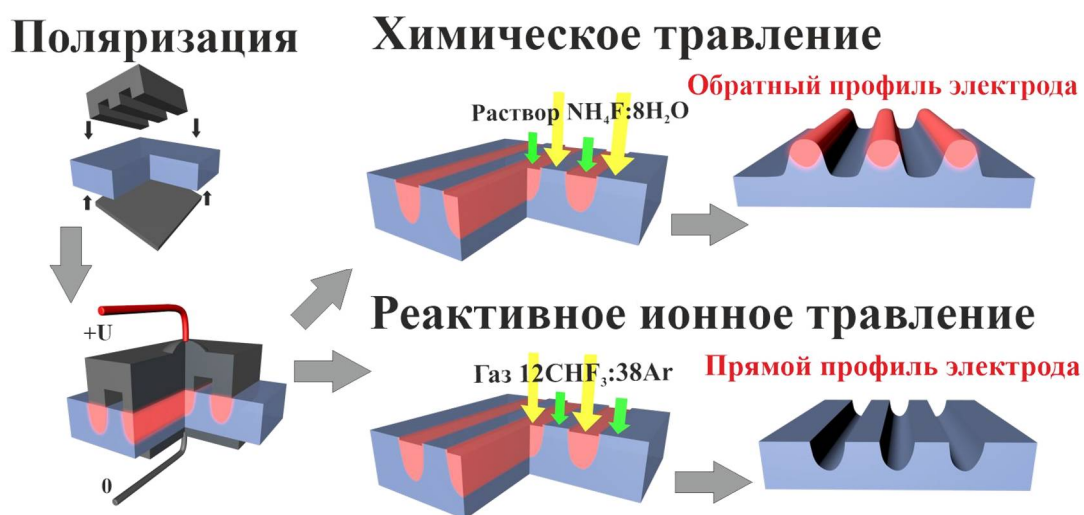 Поляризация
+U
0
Химическое травление
Раствор NH₄F:8H₂O
Обратный профиль электрода
Реактивное ионное травление
Газ 12CHF₃:38Ar
Прямой профиль электрода